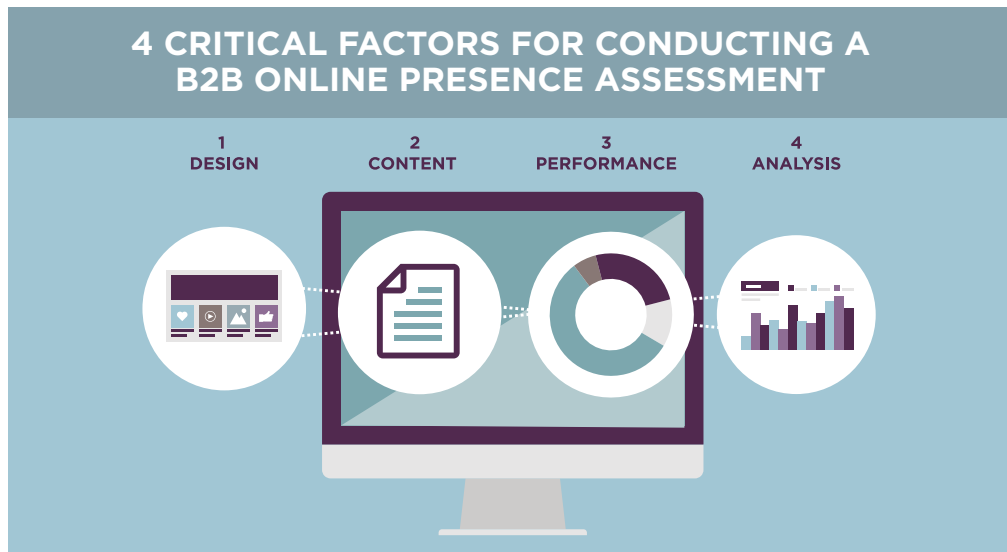 4 CRITICAL FACTORS FOR CONDUCTING A
B2B ONLINE PRESENCE ASSESSMENT
1
DESIGN
2
CONTENT
3
PERFORMANCE
4
ANALYSIS